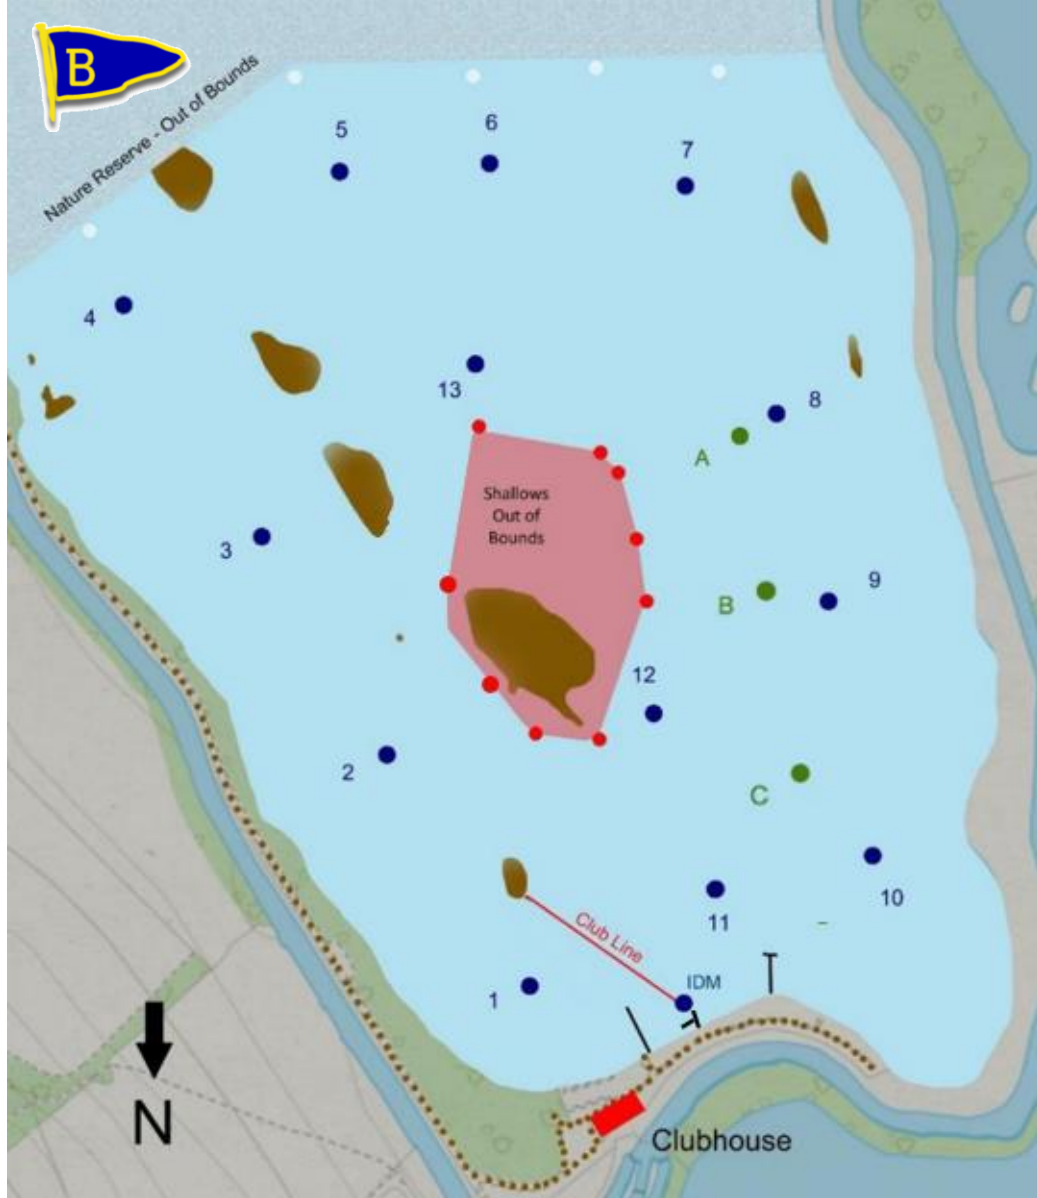 B
Nature Reserve - Out of Bounds
5
6
7
4
13
8
A
Shallows
Out of
Bounds
3
9
B
12
2
C
10
11
Club Line
IDM
1
N
Clubhouse